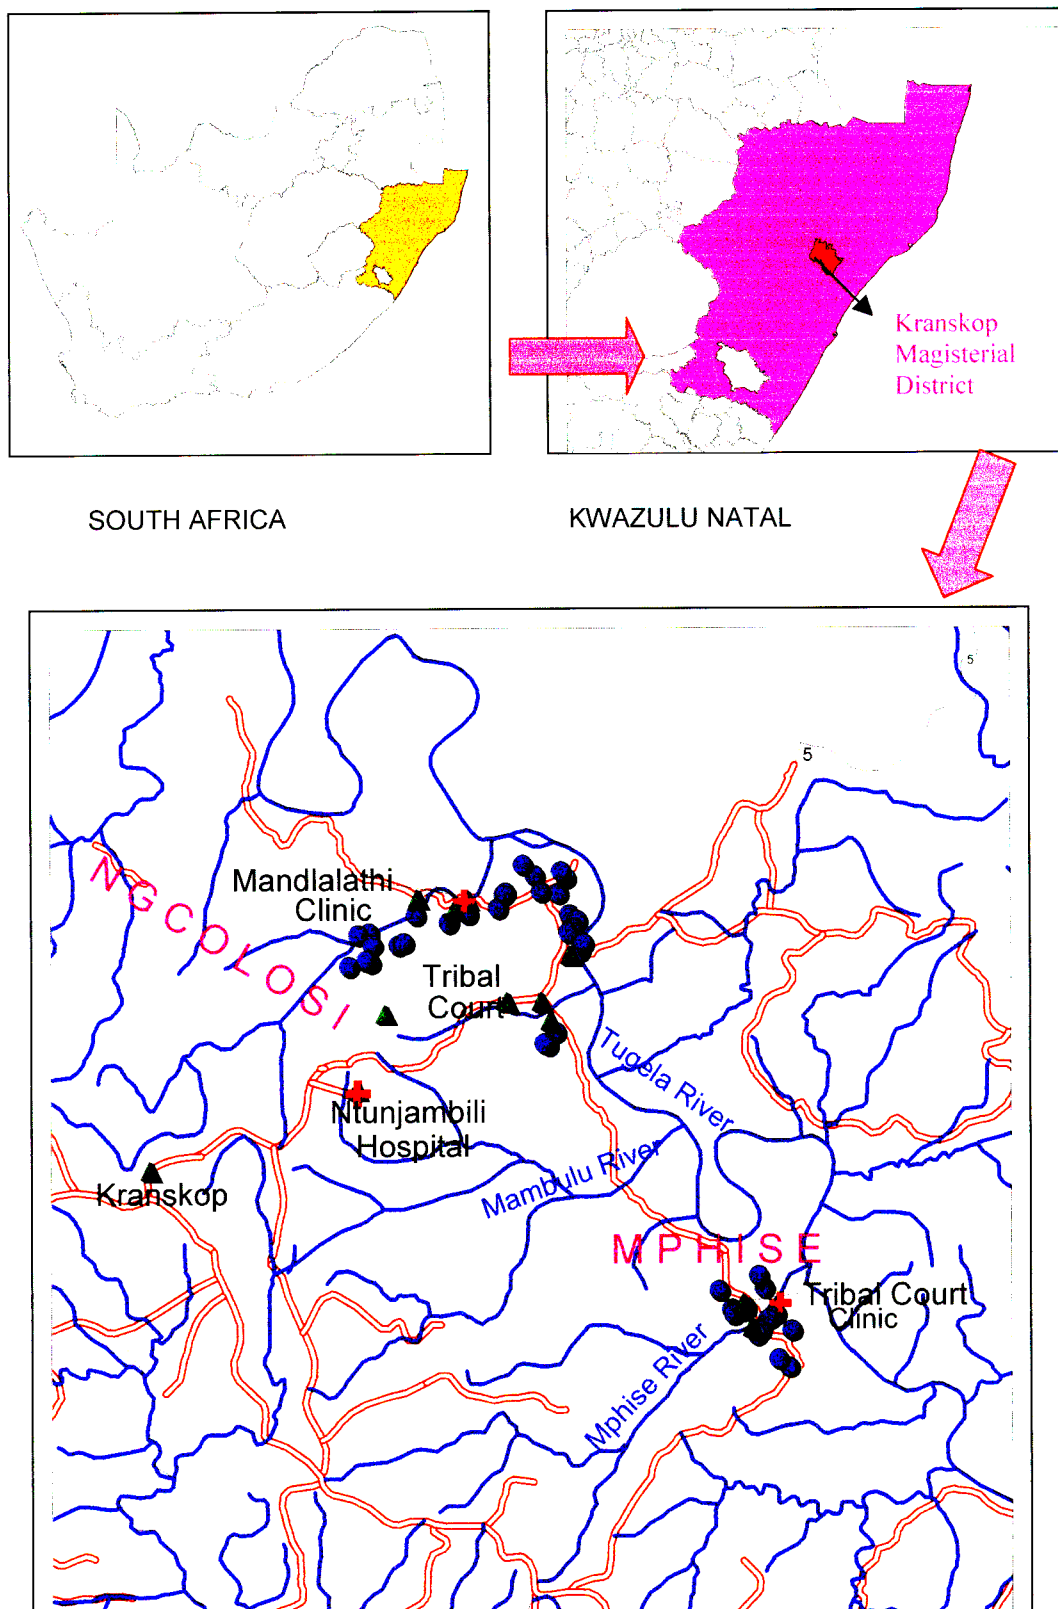 Kranskop
Magisterial
District
SOUTH AFRICA
KWAZULU NATAL
5
5
NGCOLOSI
Mandlalathi
Clinic
Tribal
Court
Tugela River
Ntunjambili
Hospital
Mambulu River
Kranskop
MPHISE
Tribal Court
Clinic
Mphise River